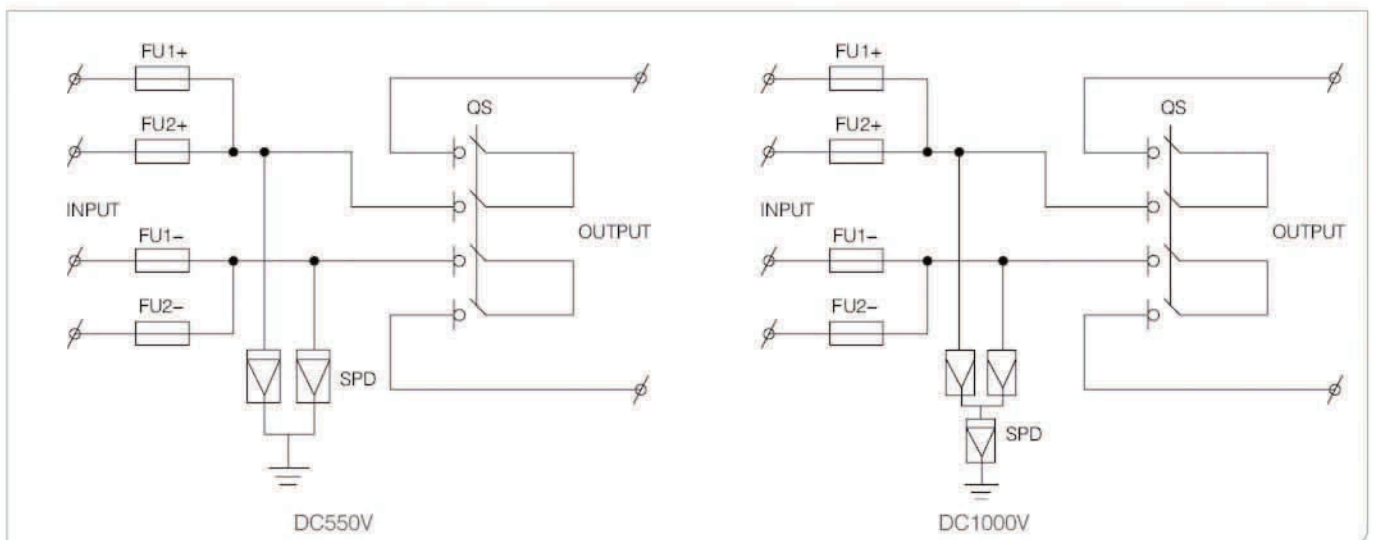 FU1+
QS
FU2+
INPUT
OUTPUT
FU1−
FU2−
SPD
DC550V
FU1+
QS
FU2+
INPUT
OUTPUT
FU1−
FU2−
SPD
DC1000V